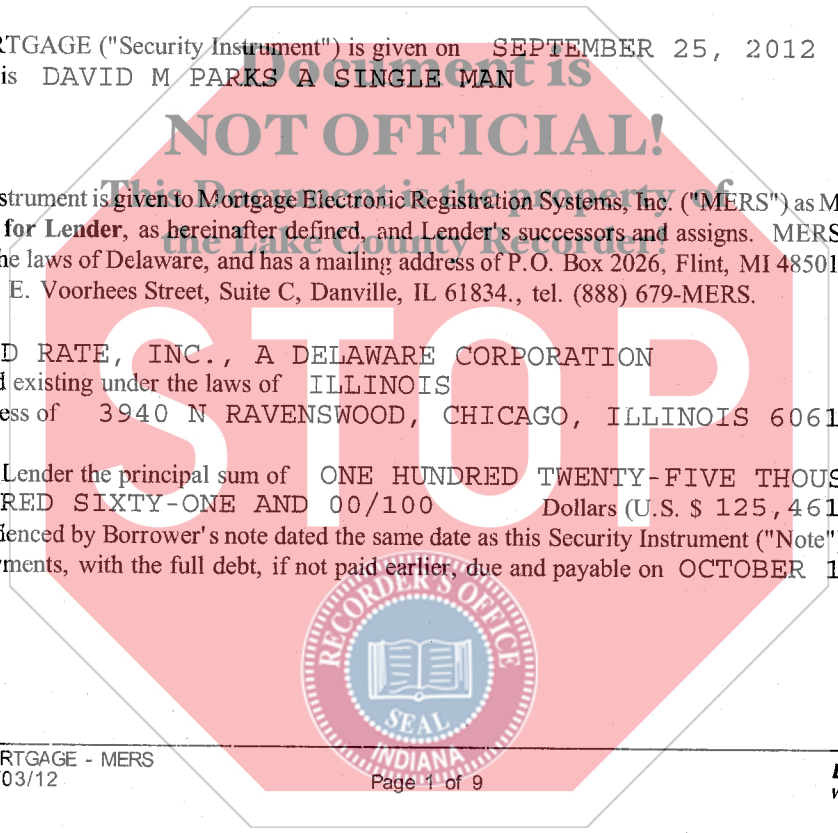 RTGAGE ("Security Instrument") is given on SEPTEMBER 25, 2012
is DAVID M PARKS A SINGLE MAN
Document is
NOT OFFICIAL!
This Document is the property of
the Lake County Recorder!
strument is given to Mortgage Electronic Registration Systems, Inc. ("MERS") as M
for Lender, as hereinafter defined, and Lender's successors and assigns. MERS
he laws of Delaware, and has a mailing address of P.O. Box 2026, Flint, MI 48501
E. Voorhees Street, Suite C, Danville, IL 61834., tel. (888) 679-MERS.
STOP
D RATE, INC., A DELAWARE CORPORATION
d existing under the laws of ILLINOIS
ess of 3940 N RAVENSWOOD, CHICAGO, ILLINOIS 6061
Lender the principal sum of ONE HUNDRED TWENTY-FIVE THOUS
RED SIXTY-ONE AND 00/100 Dollars (U.S. $ 125,461
denced by Borrower's note dated the same date as this Security Instrument ("Note")
ments, with the full debt, if not paid earlier, due and payable on OCTOBER 1
RECORDER'S OFFICE
SEAL
INDIANA
RTGAGE - MERS
03/12
Page 1 of 9